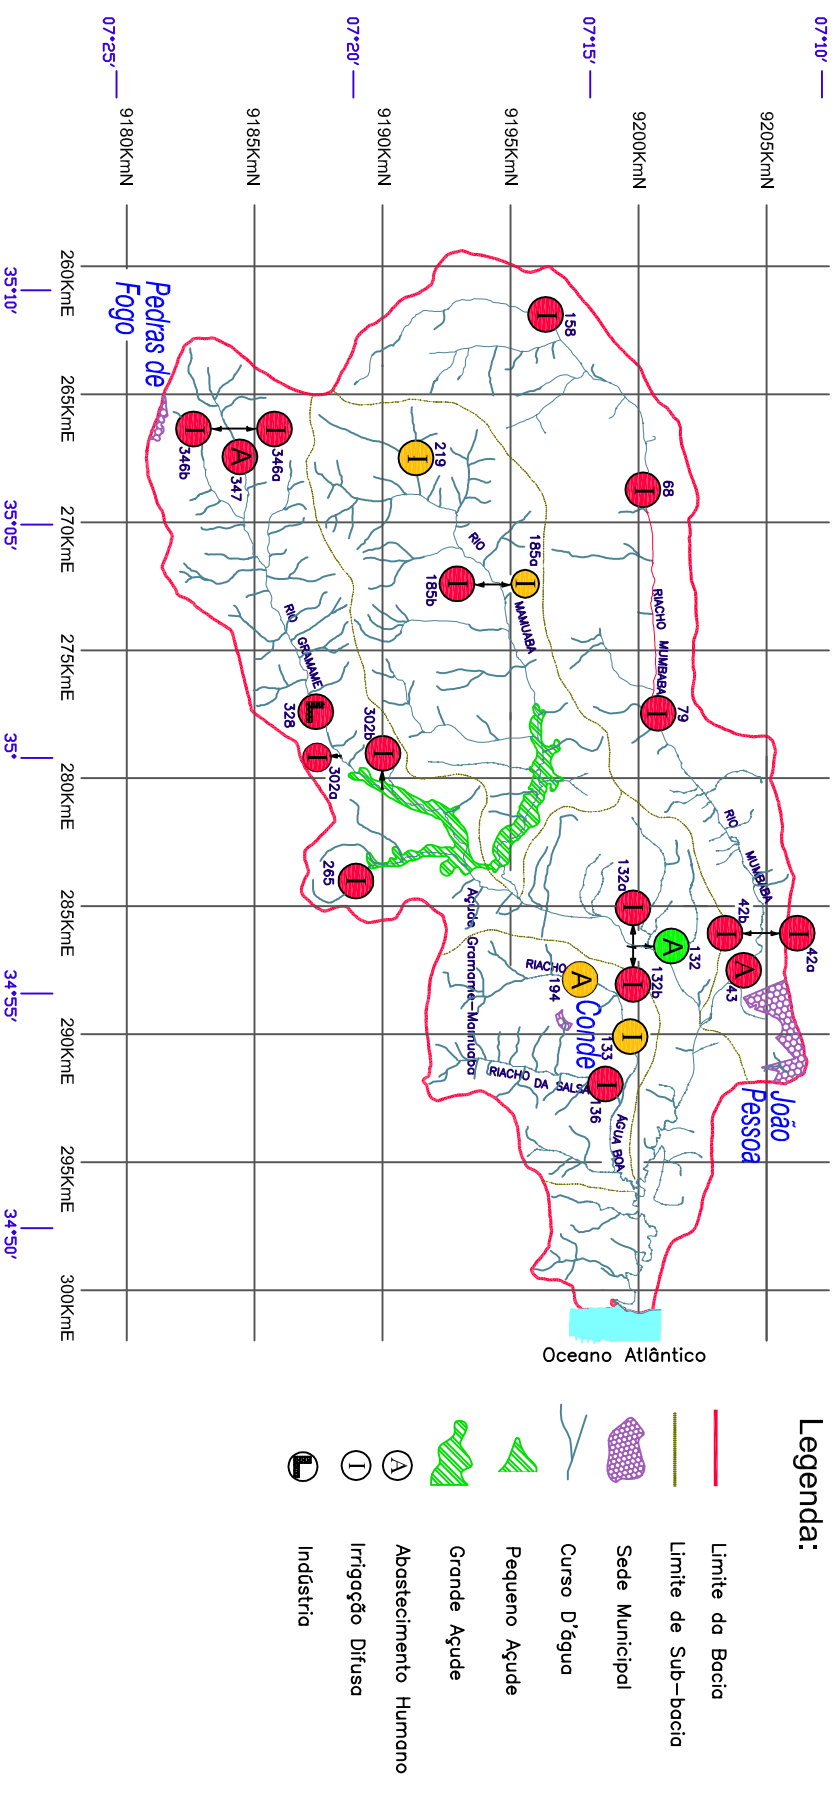 07°25'
07°20'
07°15'
07°10'
9180KmN
9185KmN
9190KmN
9195KmN
9200KmN
9205KmN
260KmE
265KmE
270KmE
275KmE
280KmE
285KmE
290KmE
295KmE
300KmE
35°10'
35°05'
35°
34°55'
34°50'
Pedras de
Fogo
João
Pessoa
Conde
I
158
I
68
RIACHO MUMBABA
I
79
RIO MUMBABA
I
42a
I
42b
A
43
I
219
RIO MAMUABA
I
185a
I
185b
I
346a
I
346b
A
347
RIO GRAMAME
328
I
302a
I
302b
I
265
I
132a
A
132
I
132b
I
133
A
194
I
136
RIACHO
RIACHO DA SALSA
ÁGUA BOA
Açude Gramame-Mamuaba
Oceano Atlântico
Legenda:
Limite da Bacia
Limite de Sub-bacia
Sede Municipal
Curso D'água
Pequeno Açude
Grande Açude
A Abastecimento Humano
I Irrigação Difusa
Indústria